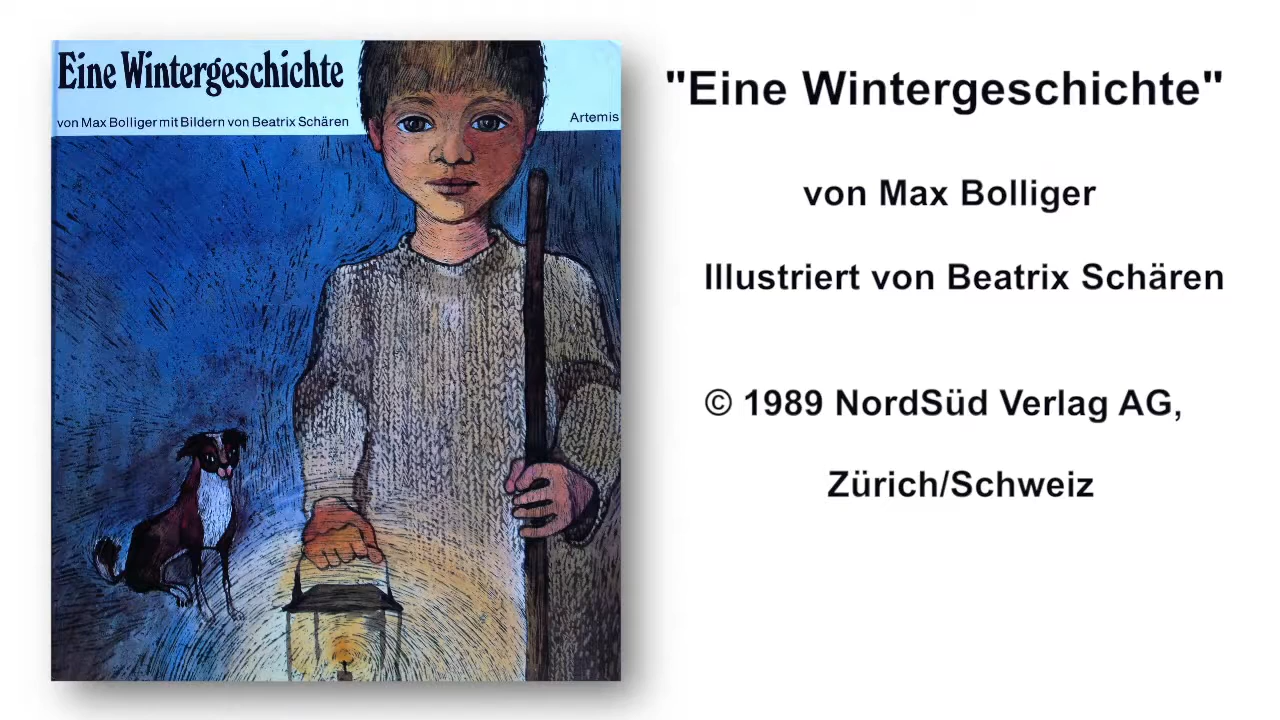 Eine Wintergeschichte
von Max Bolliger mit Bildern von Beatrix Schären
Artemis
"Eine Wintergeschichte"
von Max Bolliger
Illustriert von Beatrix Schären
© 1989 NordSüd Verlag AG,
Zürich/Schweiz